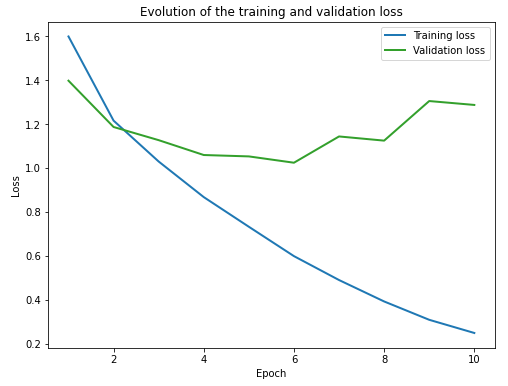 Evolution of the training and validation loss
Training loss
Validation loss
1.6
1.4
1.2
1.0
0.8
0.6
0.4
0.2
Loss
2 4 6 8 10
Epoch